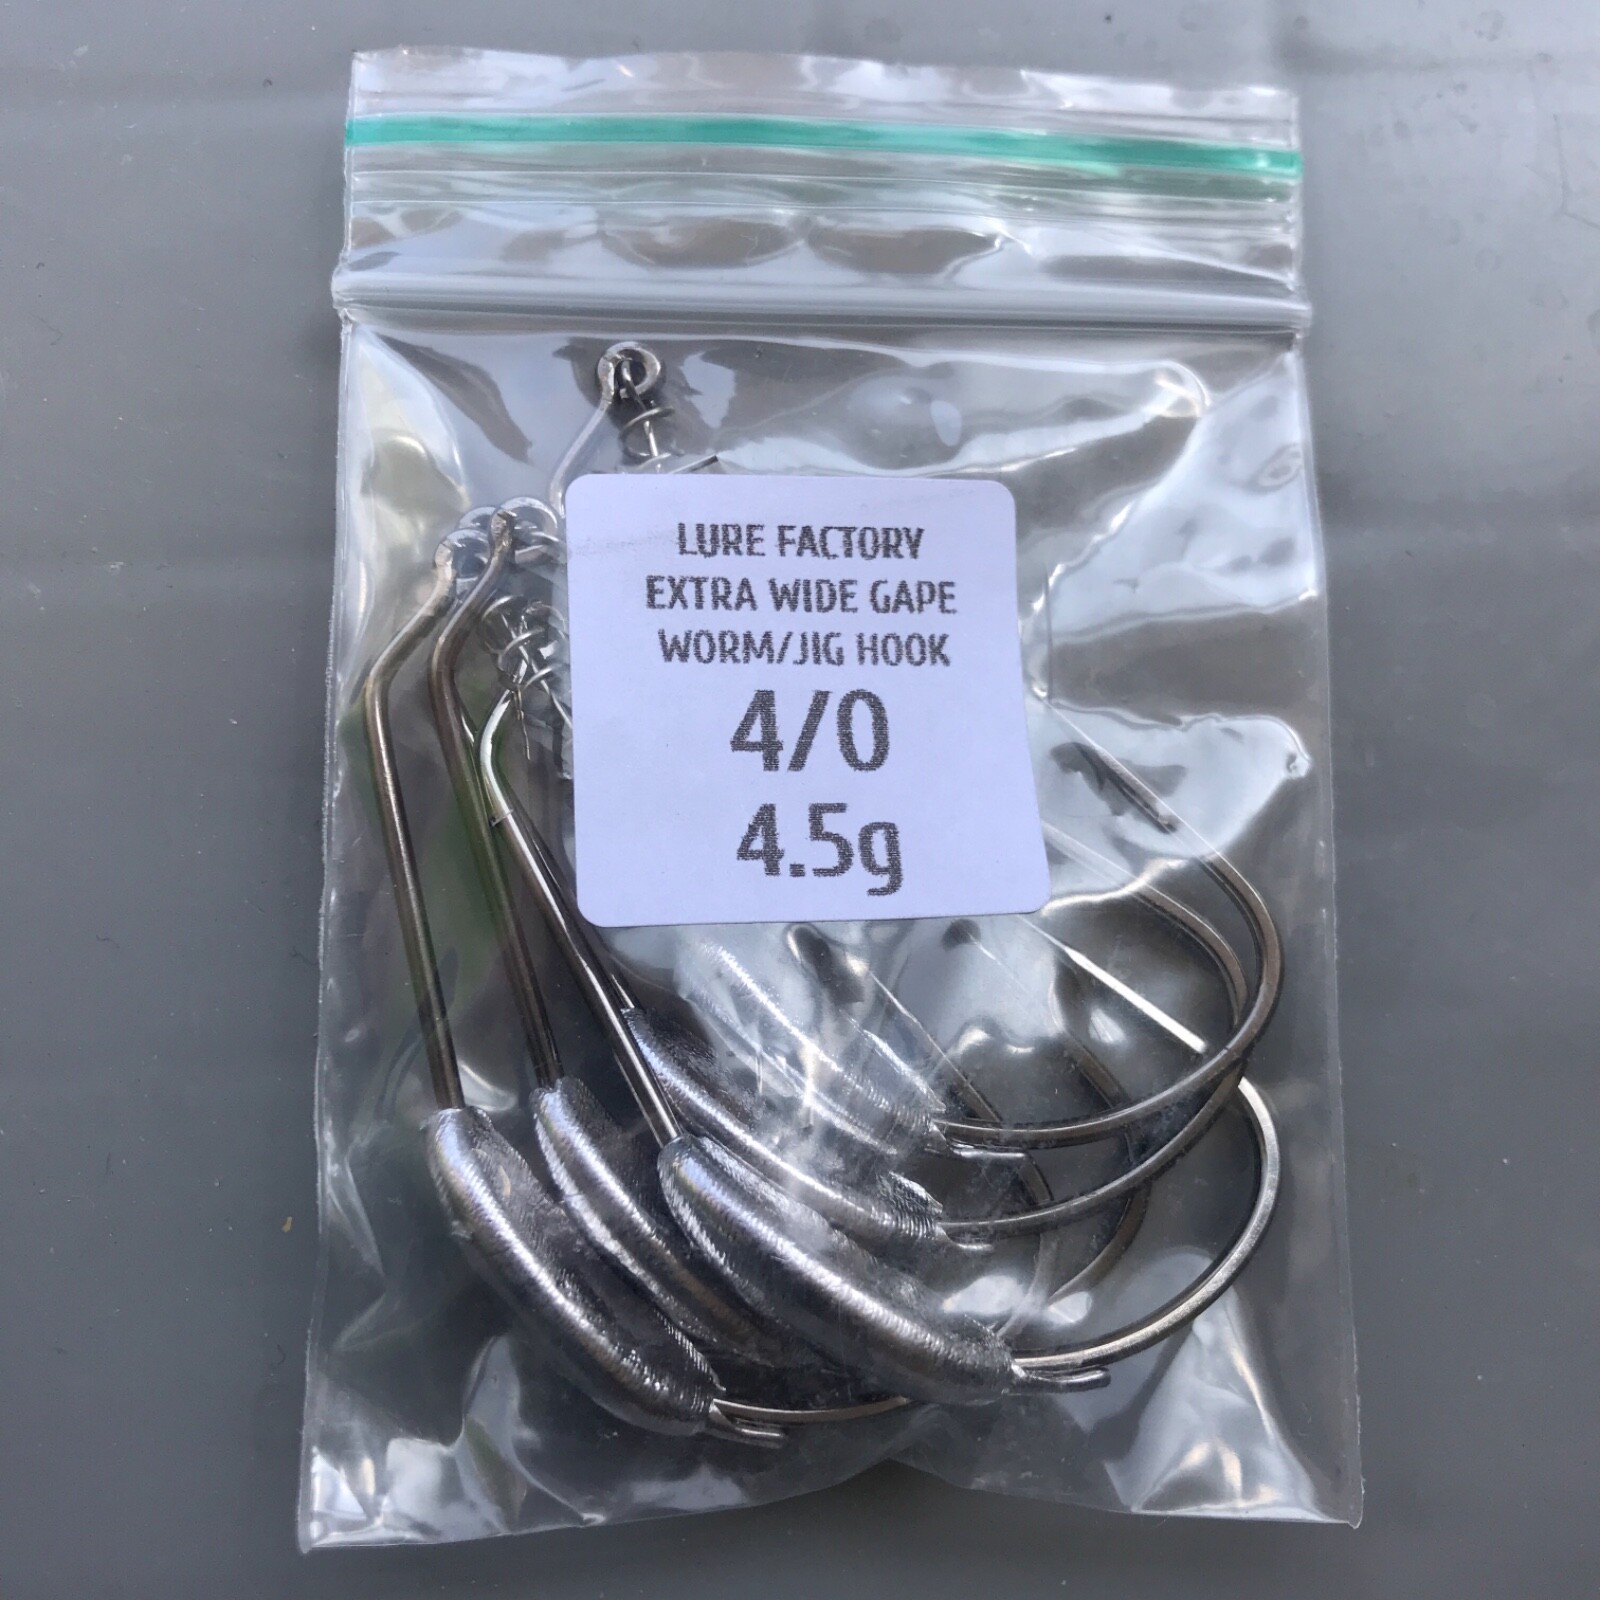 LURE FACTORY
EXTRA WIDE GAPE
WORM/JIG HOOK
4/0
4.5g